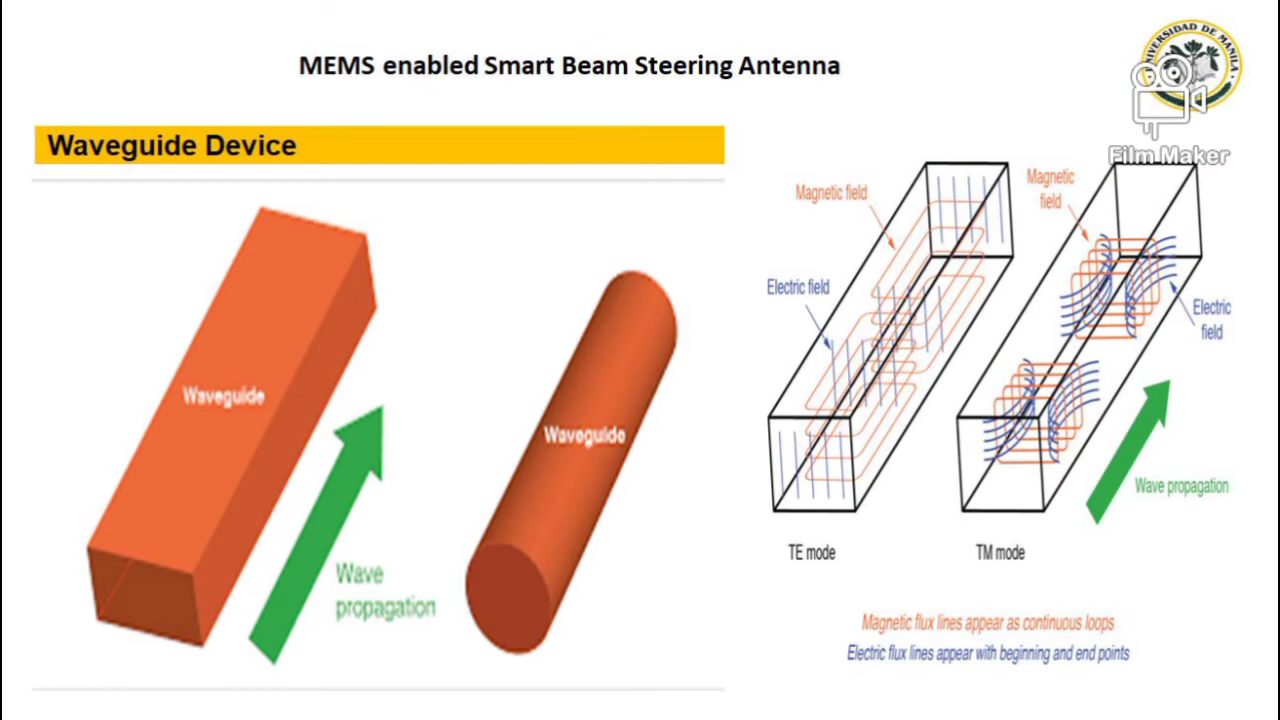 MEMS enabled Smart Beam Steering Antenna
UNIVERSIDAD DE MANILA
Film Maker
Waveguide Device
Waveguide
Waveguide
Wave
propagation
Magnetic field
Electric field
Magnetic
field
Electric
field
Wave propagation
TE mode
TM mode
Magnetic flux lines appear as continuous loops
Electric flux lines appear with beginning and end points